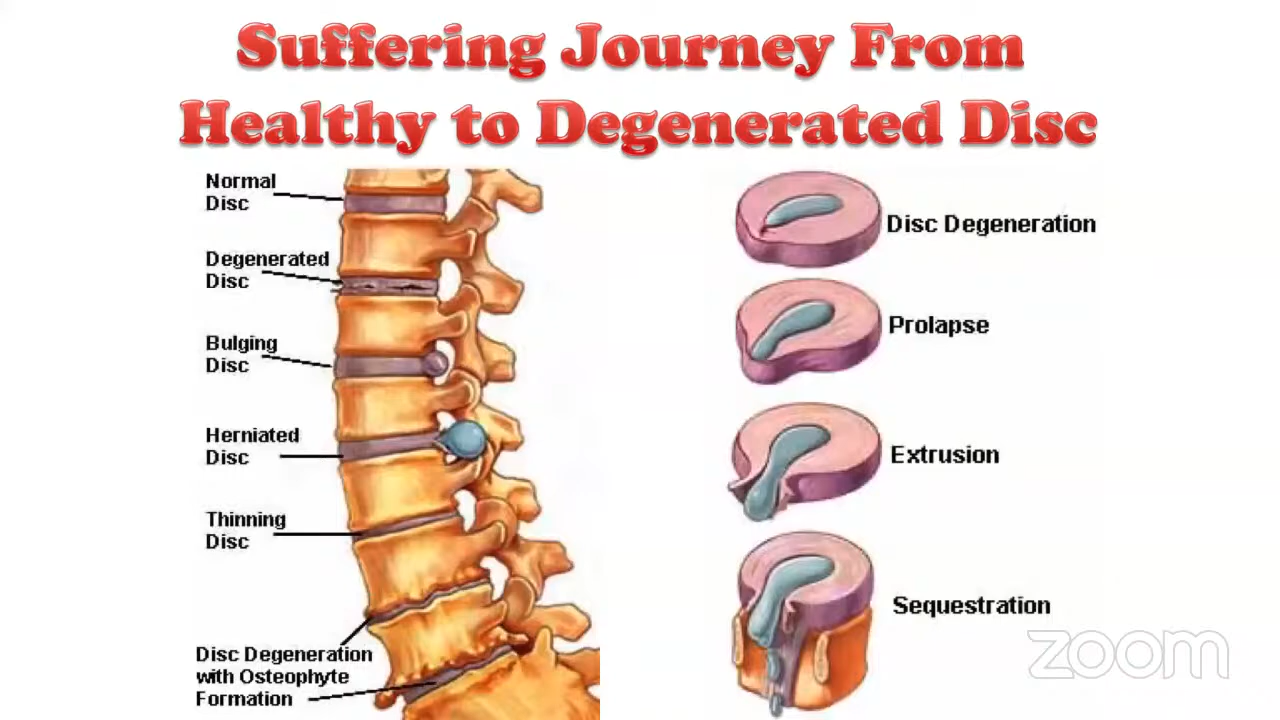 Suffering Journey From
Healthy to Degenerated Disc
Normal
Disc
Degenerated
Disc
Bulging
Disc
Herniated
Disc
Thinning
Disc
Disc Degeneration
with Osteophyte
Formation
Disc Degeneration
Prolapse
Extrusion
Sequestration
zoom